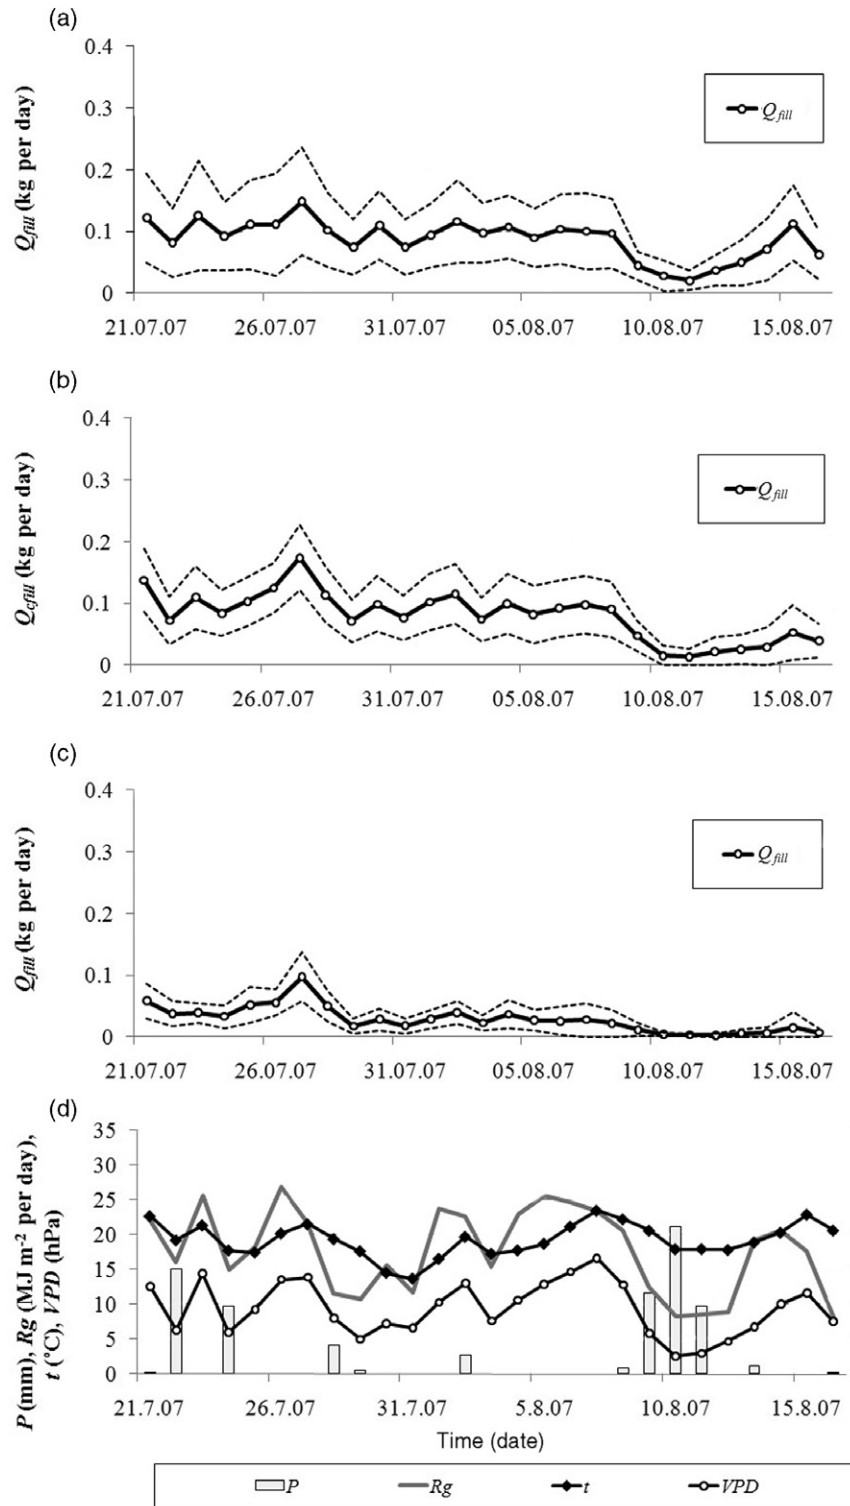 (a)
0.4
0.3
0.2
0.1
0
Qfill (kg per day)
Qfill
21.07.07 26.07.07 31.07.07 05.08.07 10.08.07 15.08.07
(b)
0.4
0.3
0.2
0.1
0
Qcfill (kg per day)
Qfill
21.07.07 26.07.07 31.07.07 05.08.07 10.08.07 15.08.07
(c)
0.4
0.3
0.2
0.1
0
Qfill (kg per day)
Qfill
21.07.07 26.07.07 31.07.07 05.08.07 10.08.07 15.08.07
(d)
35
30
25
20
15
10
5
0
P (mm), Rg (MJ m⁻² per day),
t (°C), VPD (hPa)
21.7.07 26.7.07 31.7.07 5.8.07 10.8.07 15.8.07
Time (date)
P Rg t VPD